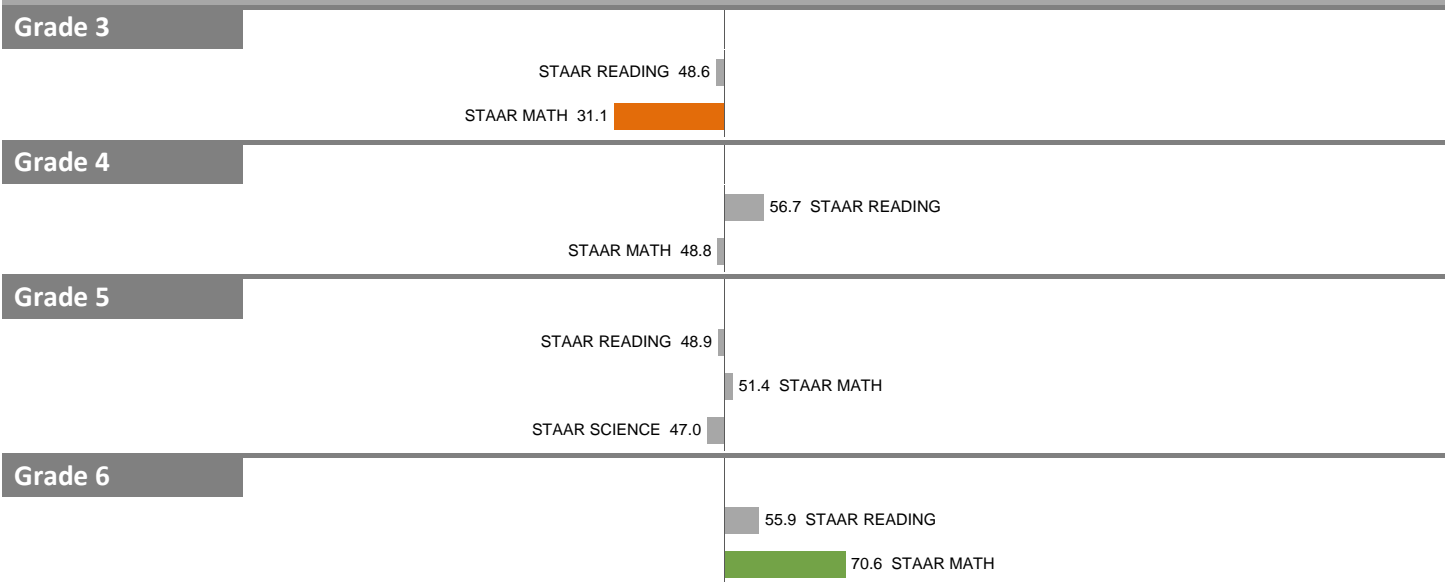 Grade 3
STAAR READING 48.6
STAAR MATH 31.1
Grade 4
56.7 STAAR READING
STAAR MATH 48.8
Grade 5
STAAR READING 48.9
51.4 STAAR MATH
STAAR SCIENCE 47.0
Grade 6
55.9 STAAR READING
70.6 STAAR MATH